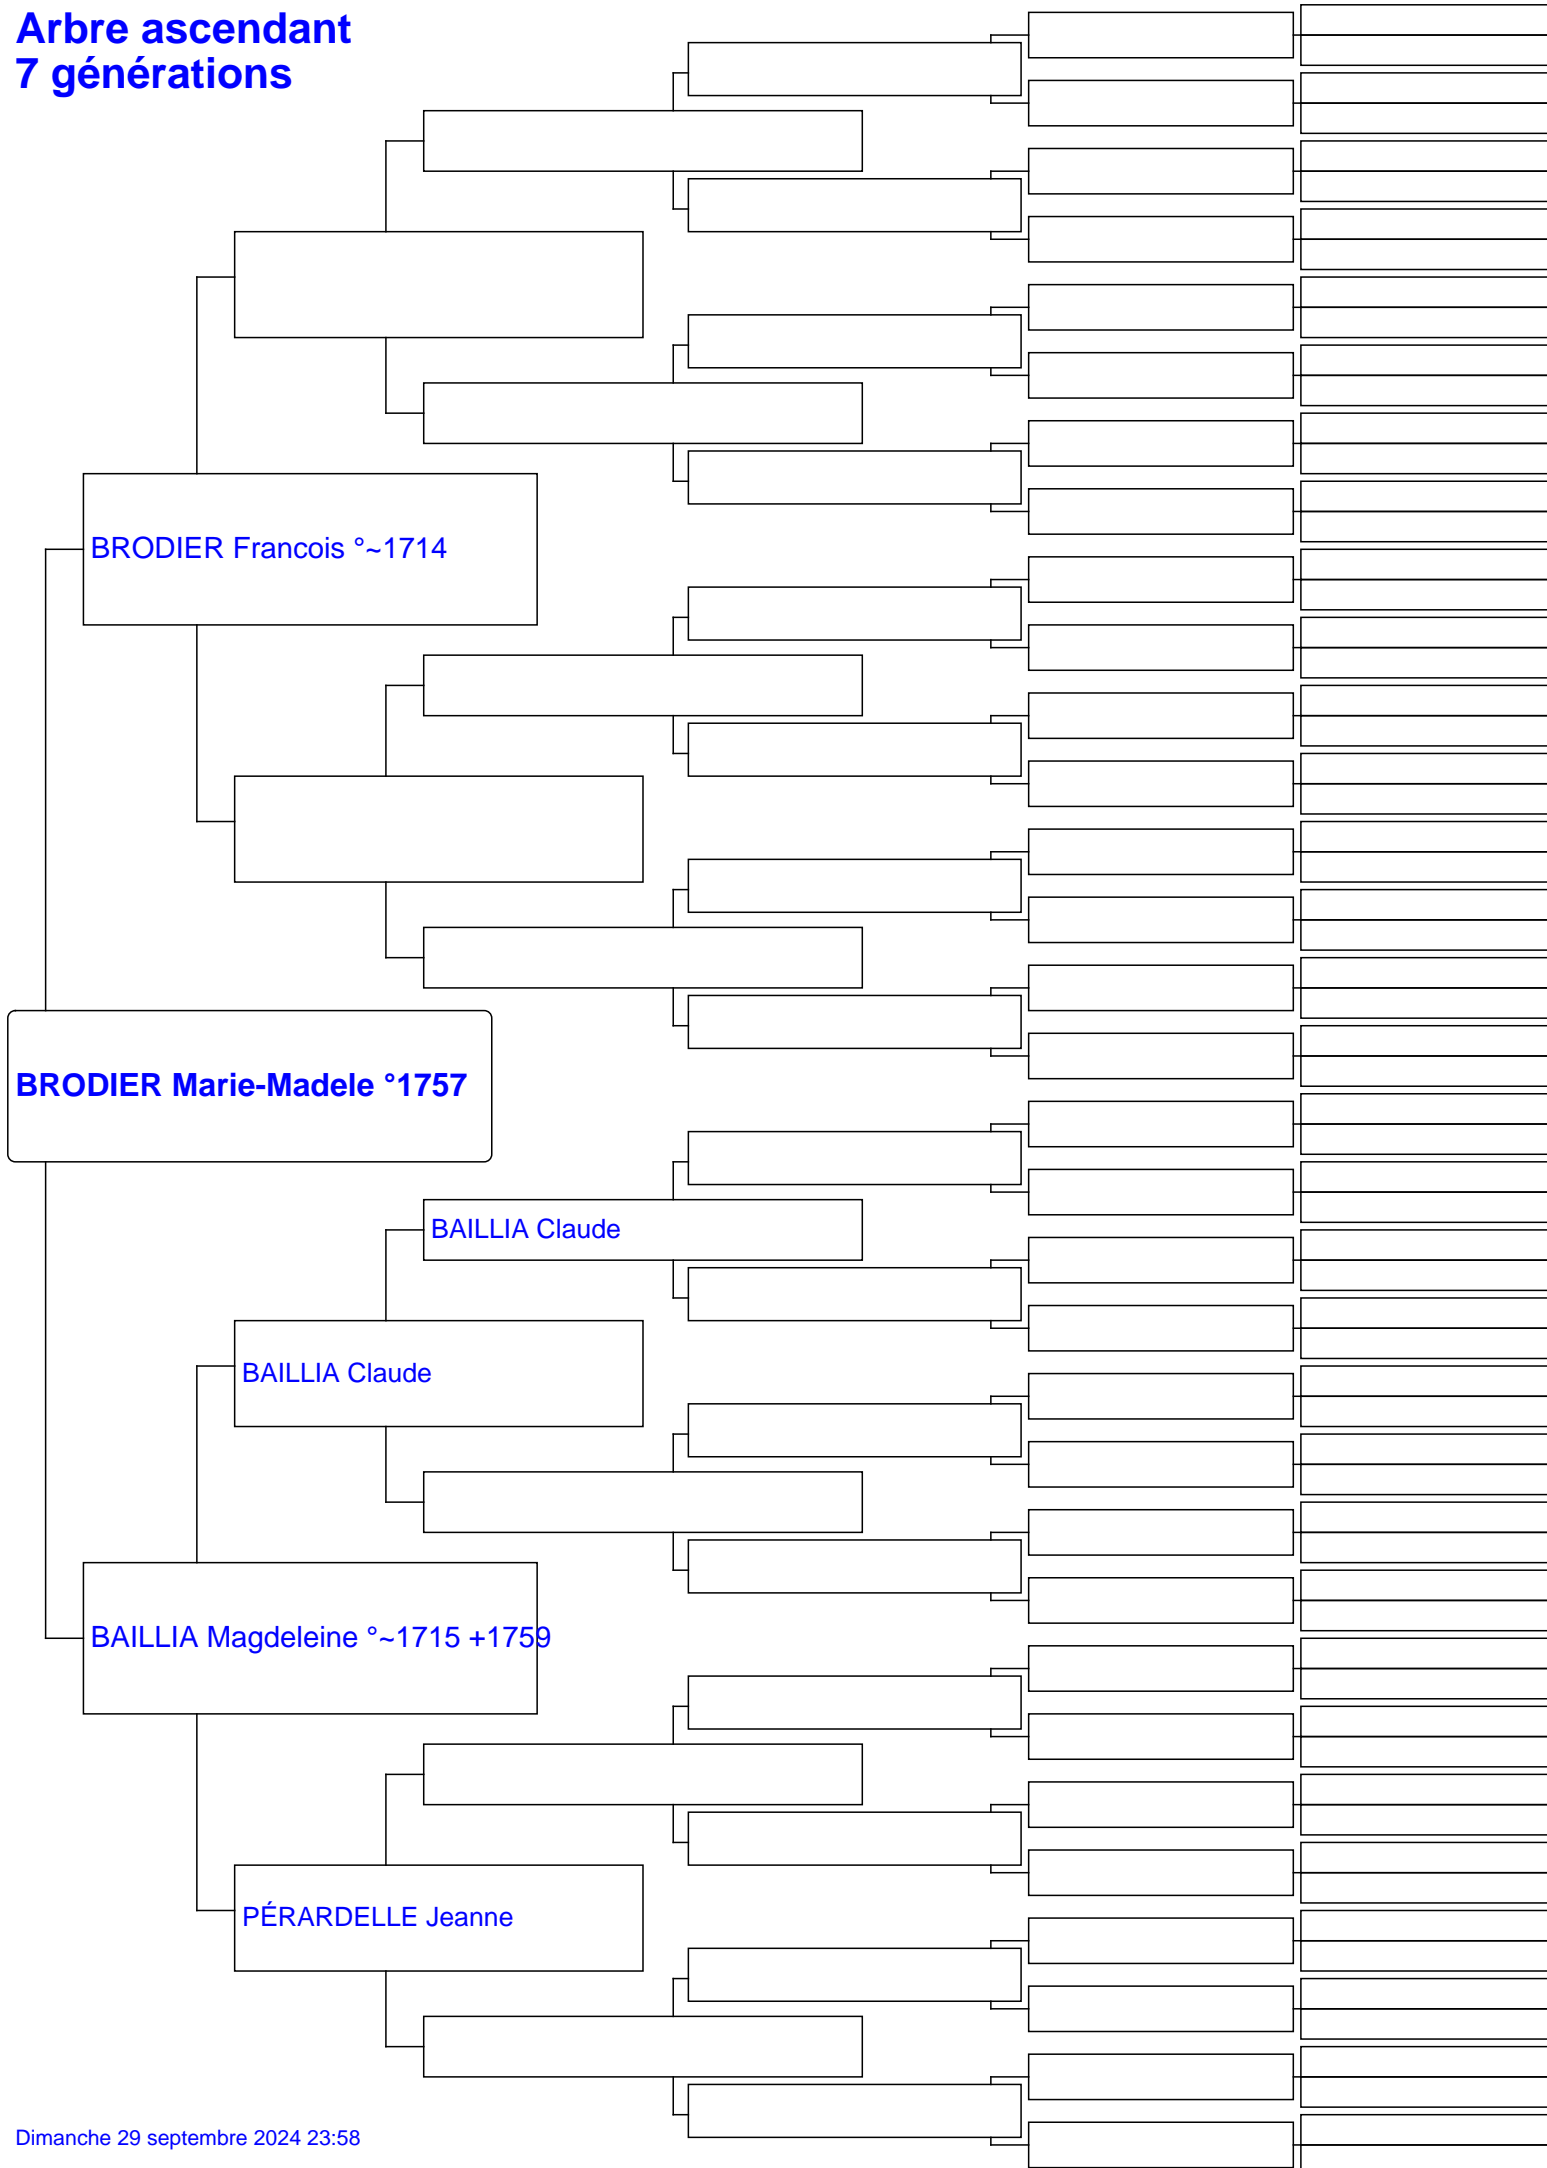 Arbre ascendant
7 générations
BRODIER Francois °~1714
BRODIER Marie-Madele °1757
BAILLIA Claude
BAILLIA Claude
BAILLIA Magdeleine °~1715 +1759
PÉRARDELLE Jeanne
Dimanche 29 septembre 2024 23:58